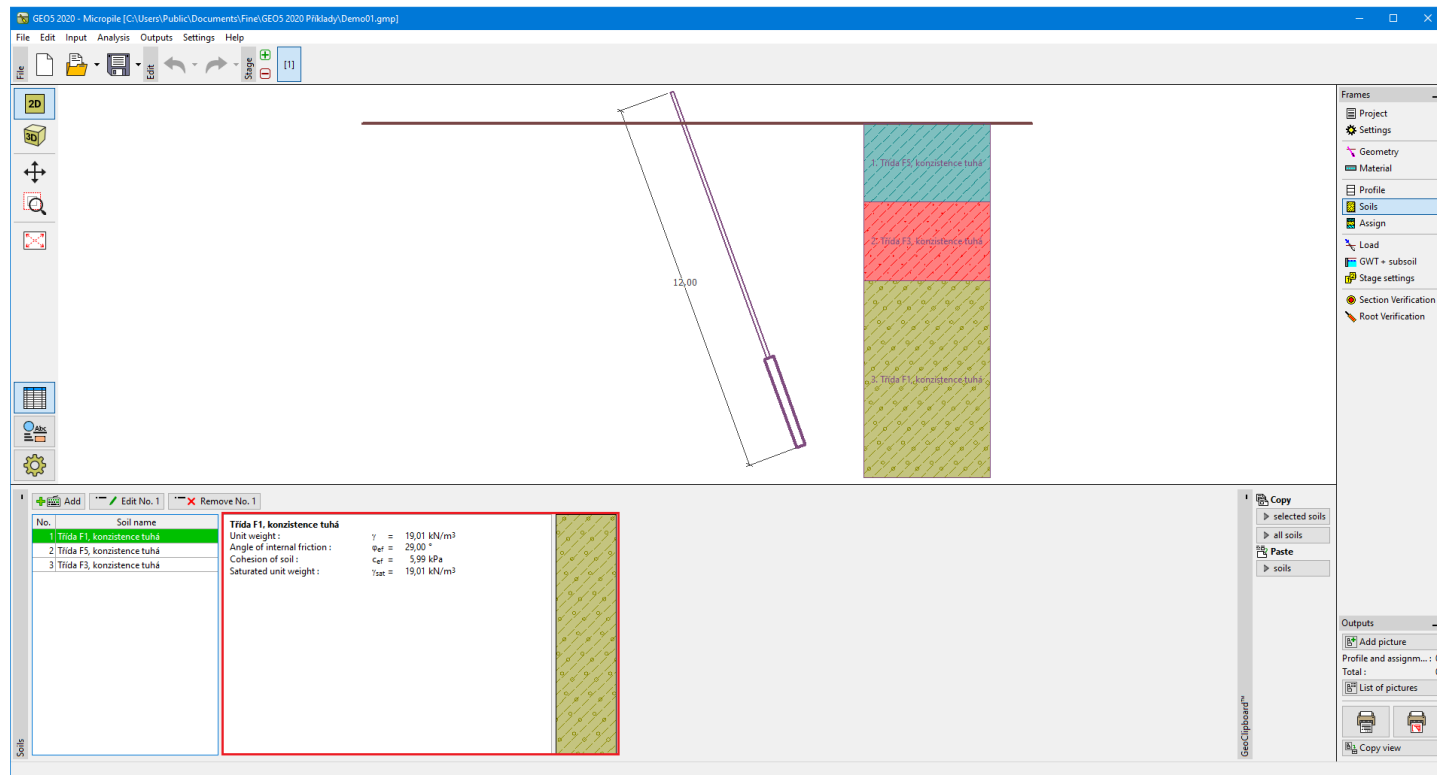 GEO5 2020 - Micropile [C:\Users\Public\Documents\Fine\GEO5 2020 Příklady\Demo01.gmp]
File Edit Input Analysis Outputs Settings Help
File
Edit
Stage
[1]
2D
3D
Abc
12,00
1. Třída F5, konzistence tuhá
2. Třída F3, konzistence tuhá
3. Třída F1, konzistence tuhá
Frames
Project
Settings
Geometry
Material
Profile
Soils
Assign
Load
GWT + subsoil
Stage settings
Section Verification
Root Verification
Add Edit No. 1 Remove No. 1
No. Soil name
1 Třída F1, konzistence tuhá
2 Třída F5, konzistence tuhá
3 Třída F3, konzistence tuhá
Třída F1, konzistence tuhá
Unit weight : γ = 19,01 kN/m³
Angle of internal friction : φef = 29,00 °
Cohesion of soil : cef = 5,99 kPa
Saturated unit weight : γsat = 19,01 kN/m³
Soils
GeoClipboard™
Copy
selected soils
all soils
Paste
soils
Outputs
Add picture
Profile and assignm... :
Total :
List of pictures
Copy view